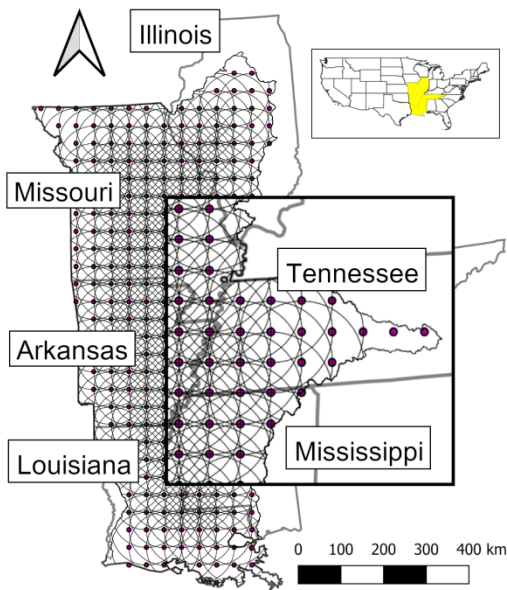 Illinois
Missouri
Tennessee
Arkansas
Mississippi
Louisiana
0 100 200 300 400 km